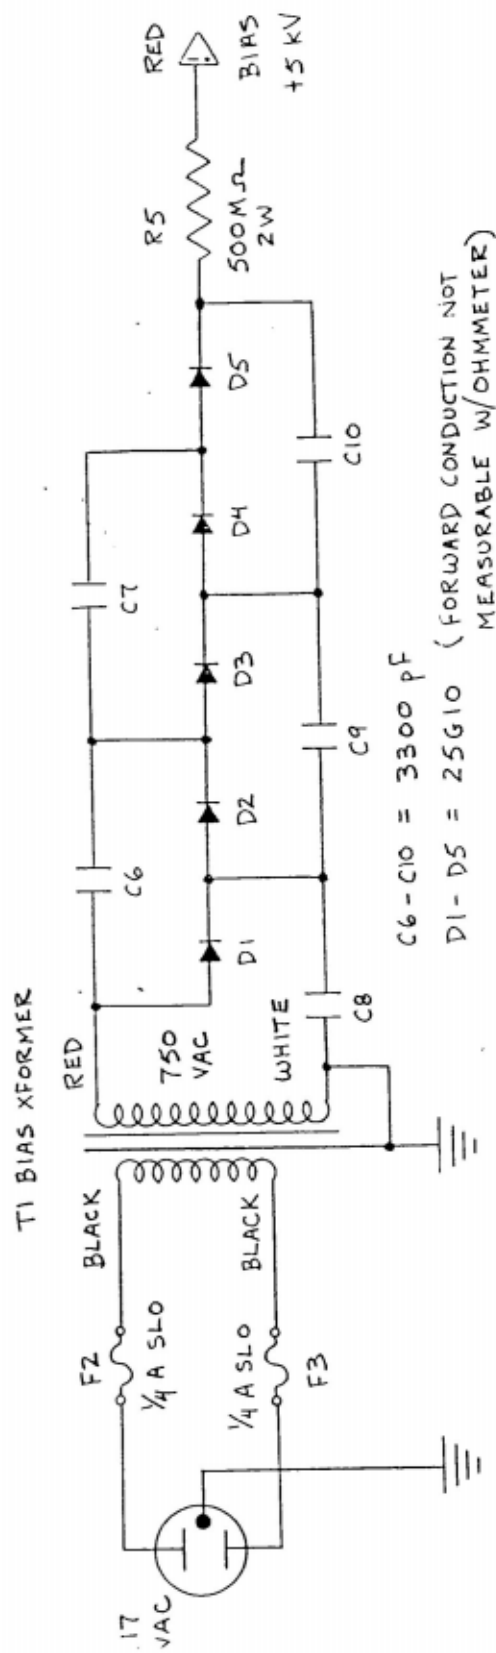 T1 BIAS XFORMER
.17
VAC
F2
1/4 A SLO
1/4 A SLO
F3
BLACK
BLACK
RED
750
VAC
WHITE
C6
C7
D1
D2
D3
D4
D5
C8
C9
C10
R5
500MΩ
2W
RED
BIAS
+5 KV
C6-C10 = 3300 pF
D1-D5 = 25G10 (FORWARD CONDUCTION NOT
MEASURABLE W/OHMMETER)